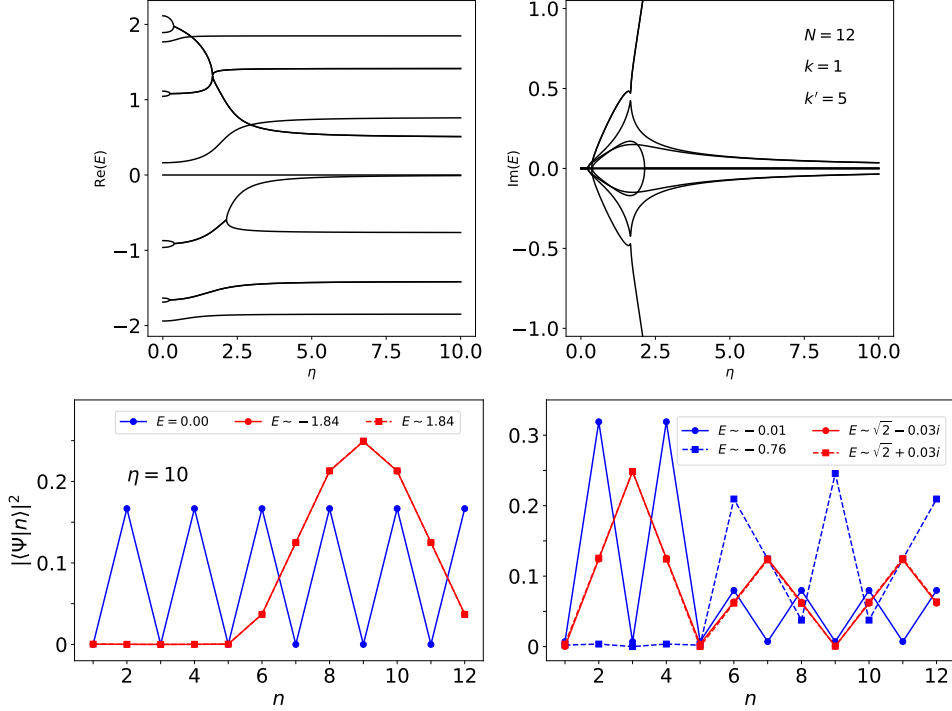 2
1
0
−1
−2
Re(E)
0.0 2.5 5.0 7.5 10.0
η
1.0
0.5
0.0
−0.5
−1.0
Im(E)
N = 12
k = 1
k′ = 5
0.0 2.5 5.0 7.5 10.0
η
E = 0.00 E ~ −1.84 E ~ 1.84
η = 10
0.2
0.1
0
|⟨Ψ|n⟩|²
2 4 6 8 10 12
n
E ~ −0.01 E ~ √2 − 0.03i
E ~ −0.76 E ~ √2 + 0.03i
0.3
0.2
0.1
0
2 4 6 8 10 12
n